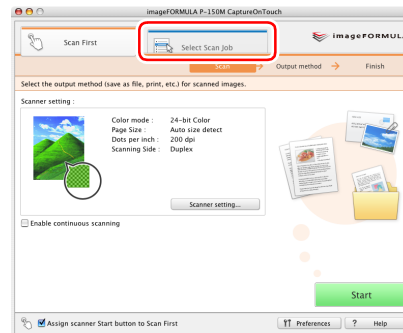 imageFORMULA P-150M CaptureOnTouch
Scan First
Select Scan Job
imageFORMULA
Scan
Output method
Finish
Select the output method (save as file, print, etc.) for scanned images.
Scanner setting :
Color mode : 24-bit Color
Page Size : Auto size detect
Dots per inch : 200 dpi
Scanning Side : Duplex
Scanner setting...
Enable continuous scanning
Start
Assign scanner Start button to Scan First
Preferences
? Help